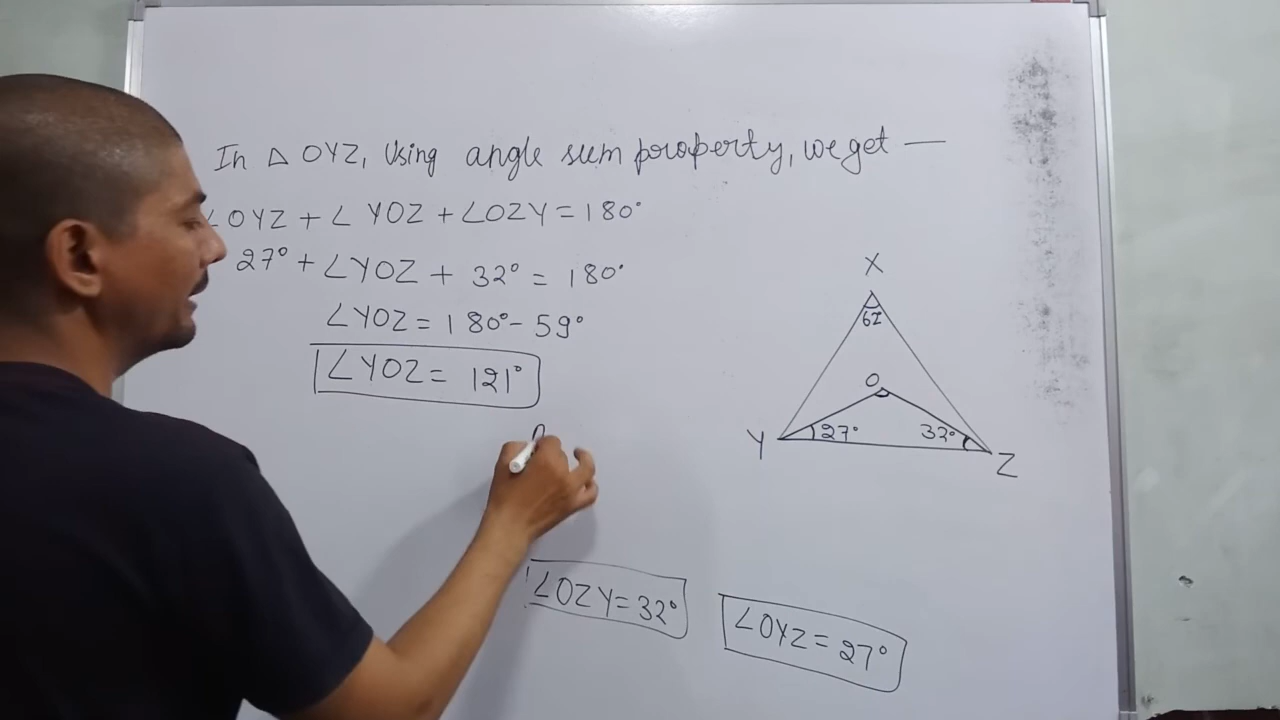 In △ OYZ, Using angle sum property, we get —
∠OYZ + ∠YOZ + ∠OZY = 180°
27° + ∠YOZ + 32° = 180°
∠YOZ = 180° - 59°
∠YOZ = 121°
X
62
O
Y
27°
32°
Z
∠OZY = 32°
∠OYZ = 27°